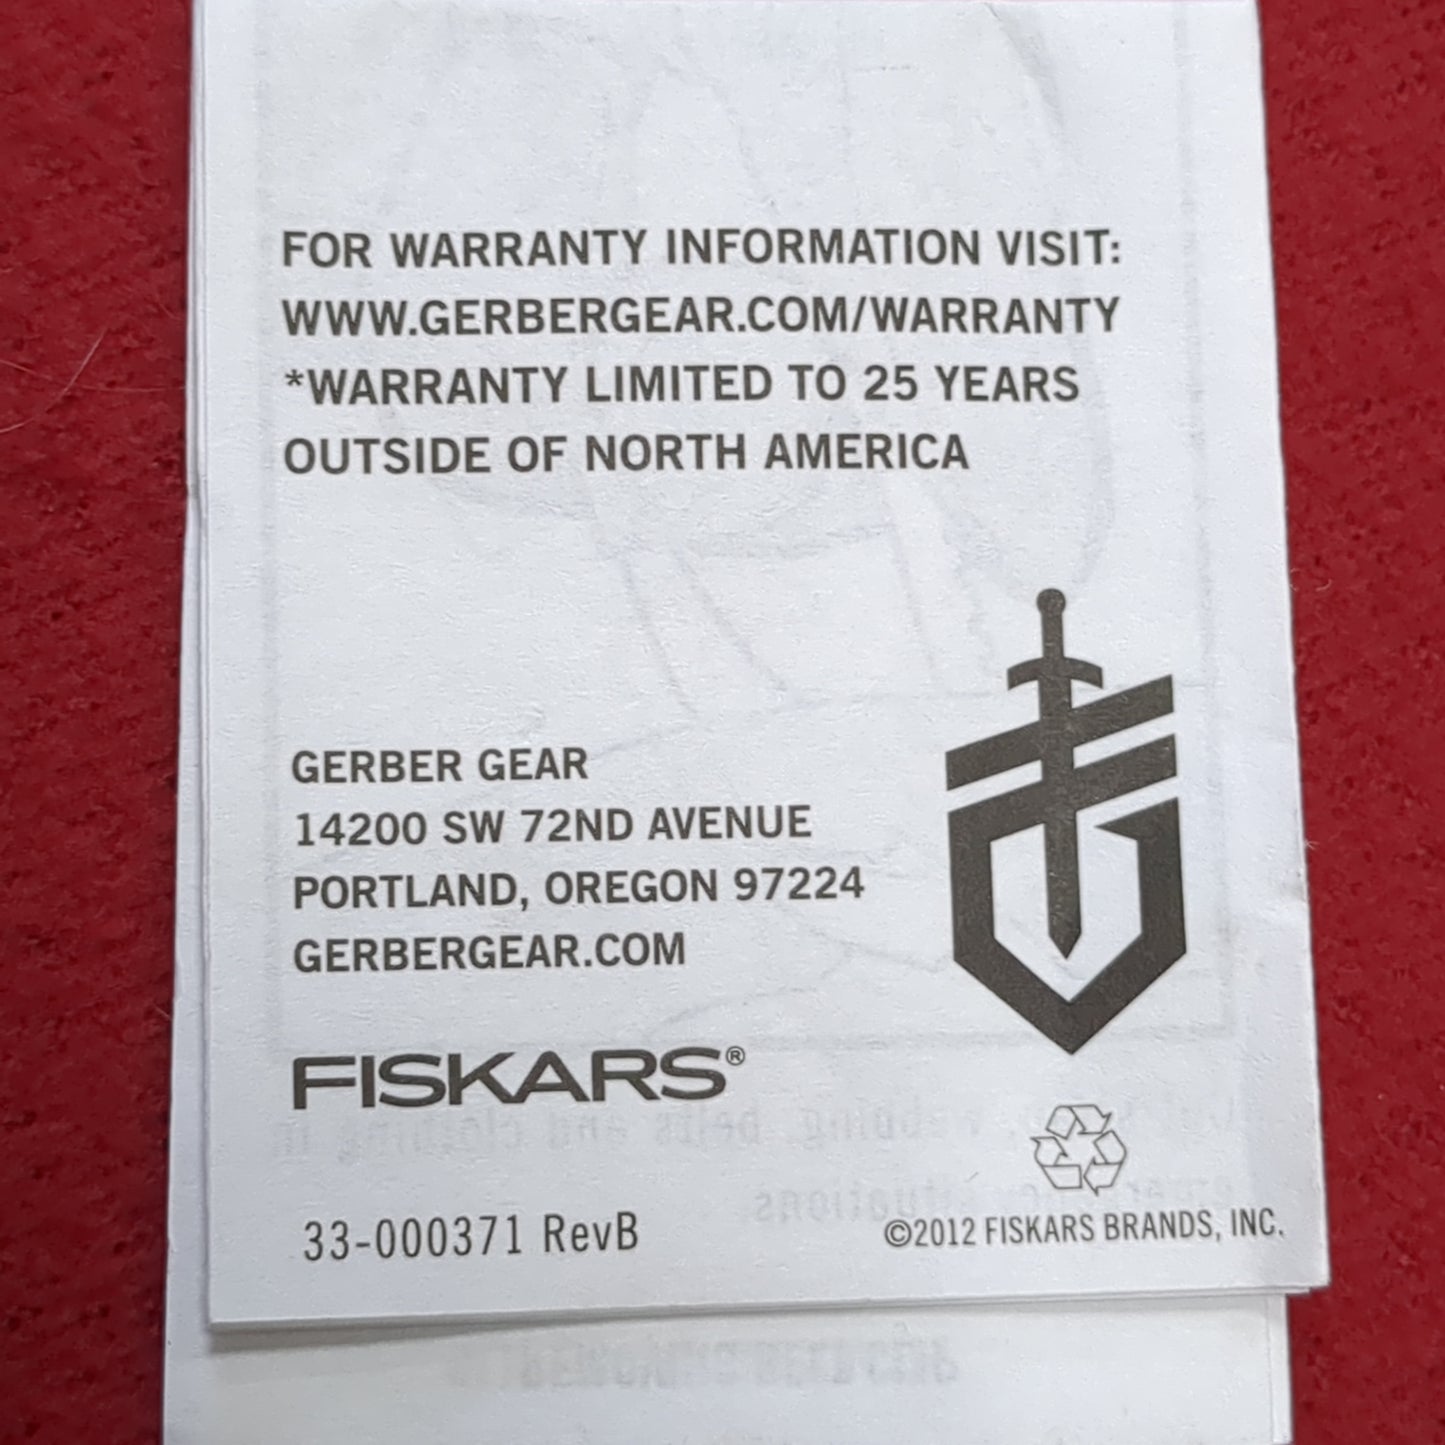 FOR WARRANTY INFORMATION VISIT:
WWW.GERBERGEAR.COM/WARRANTY
*WARRANTY LIMITED TO 25 YEARS
OUTSIDE OF NORTH AMERICA
GERBER GEAR
14200 SW 72ND AVENUE
PORTLAND, OREGON 97224
GERBERGEAR.COM
FISKARS®
33-000371 RevB
©2012 FISKARS BRANDS, INC.